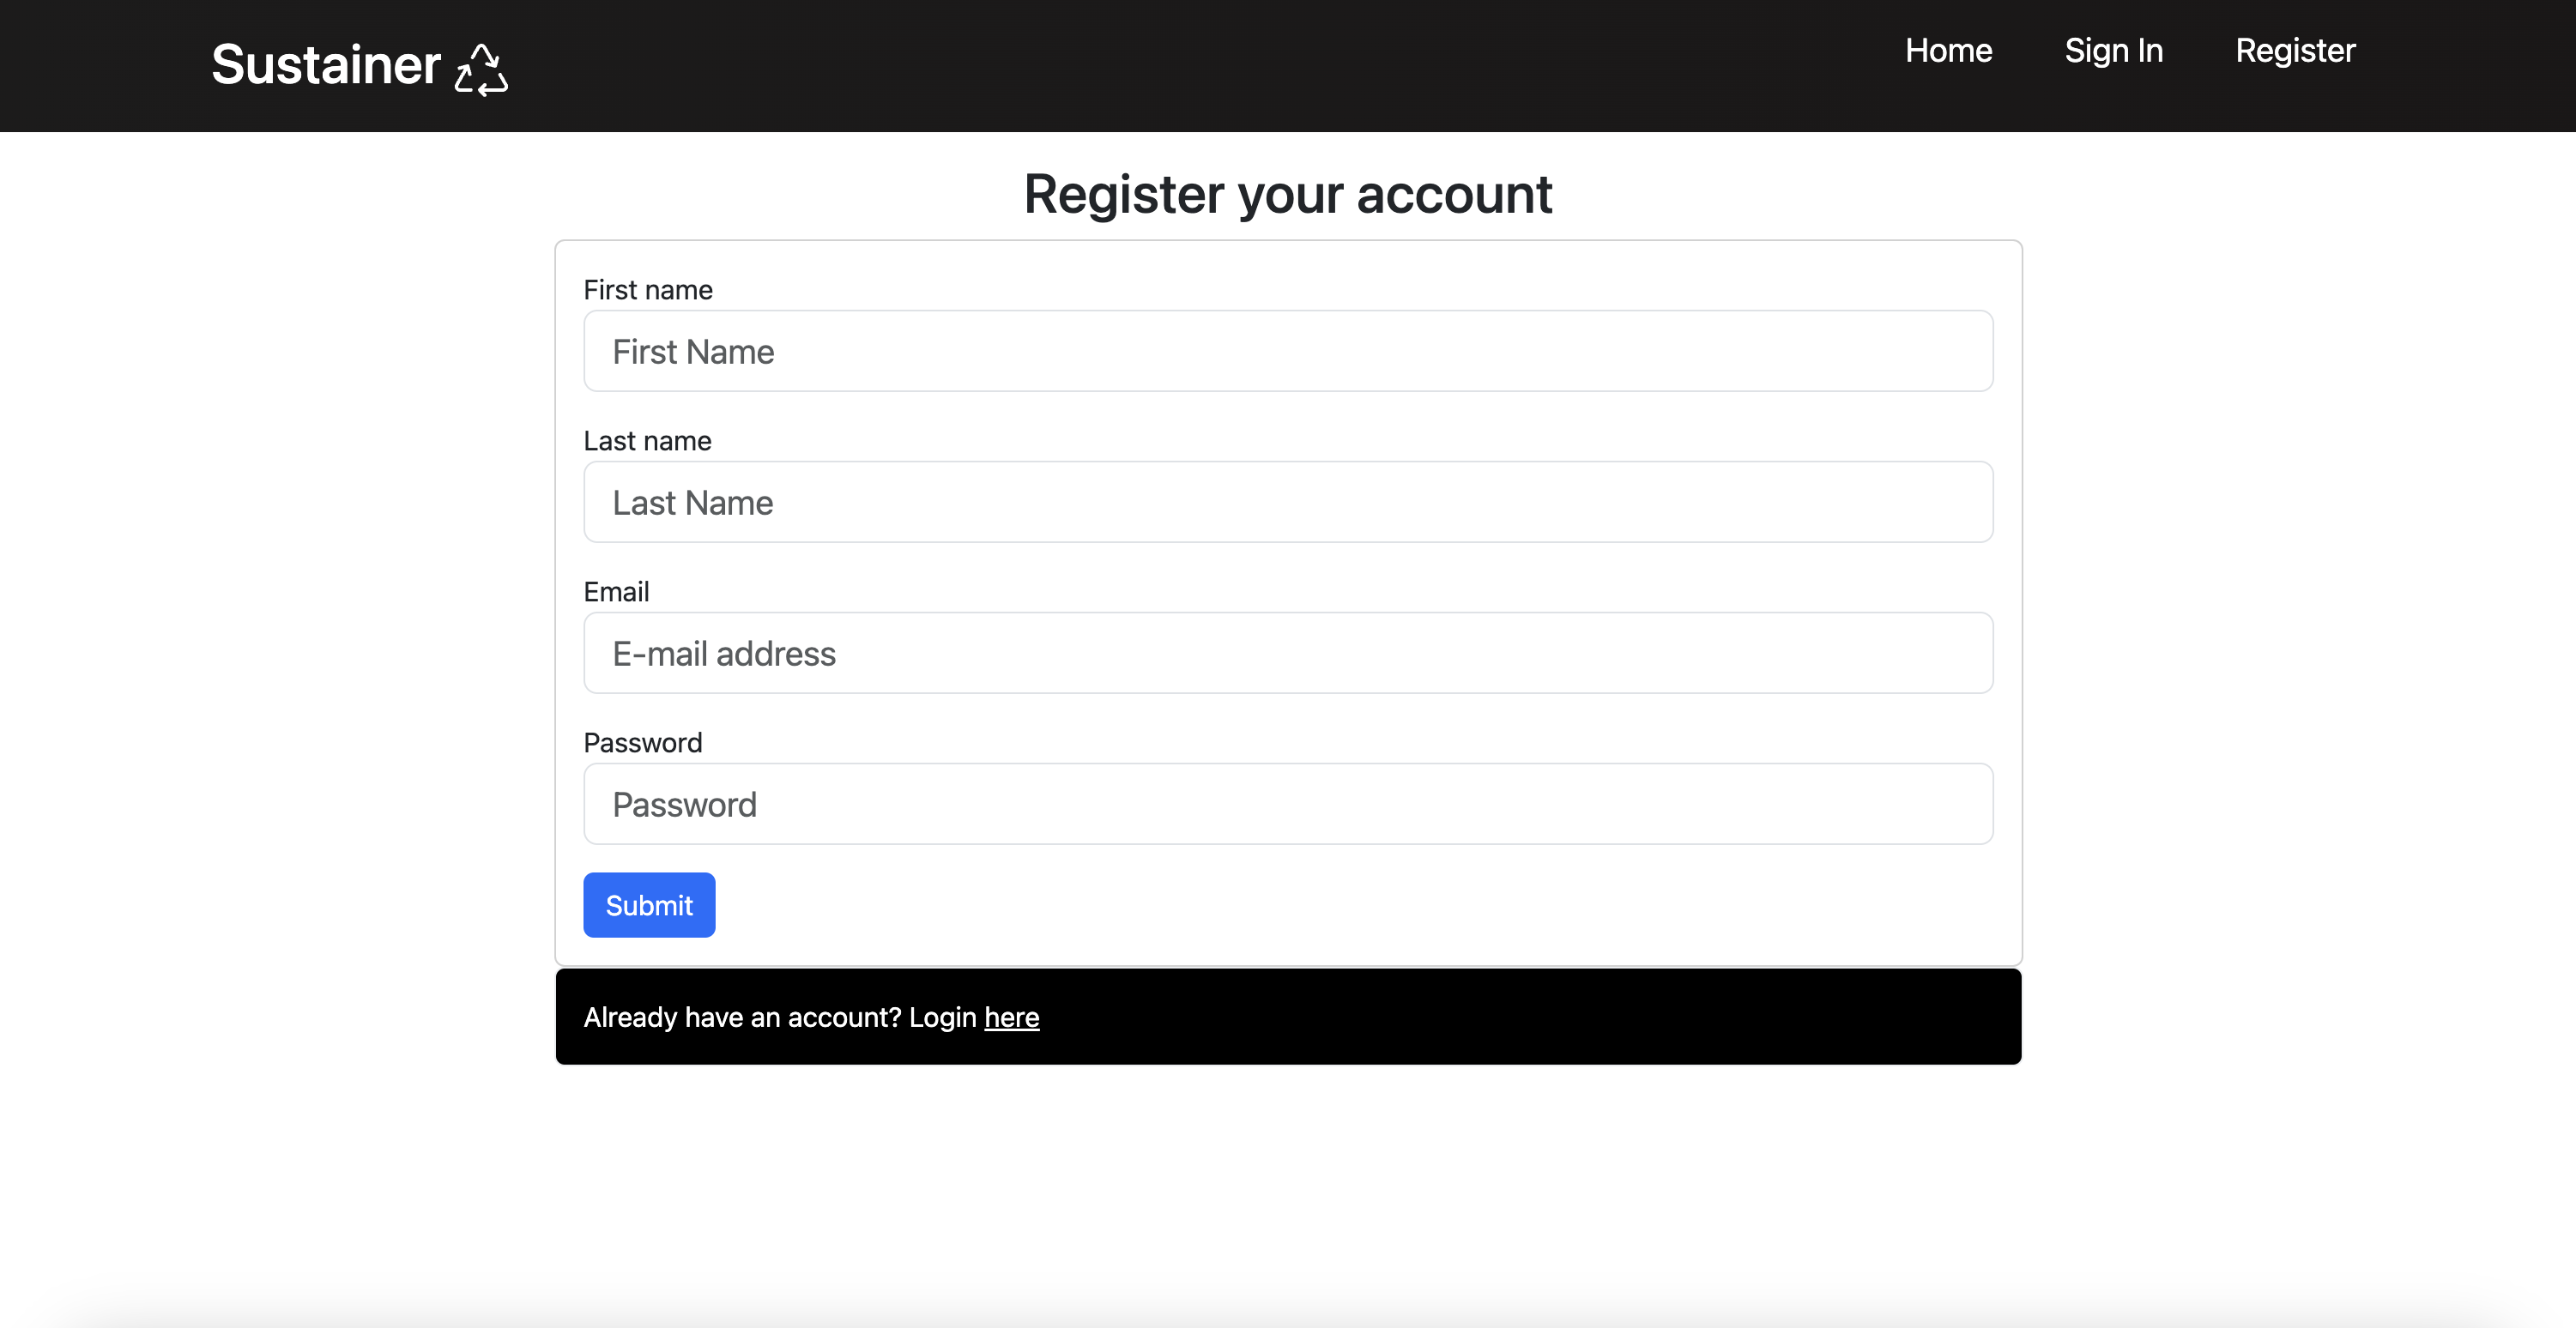 Sustainer
Home Sign In Register
Register your account
First name
First Name
Last name
Last Name
Email
E-mail address
Password
Password
Submit
Already have an account? Login here